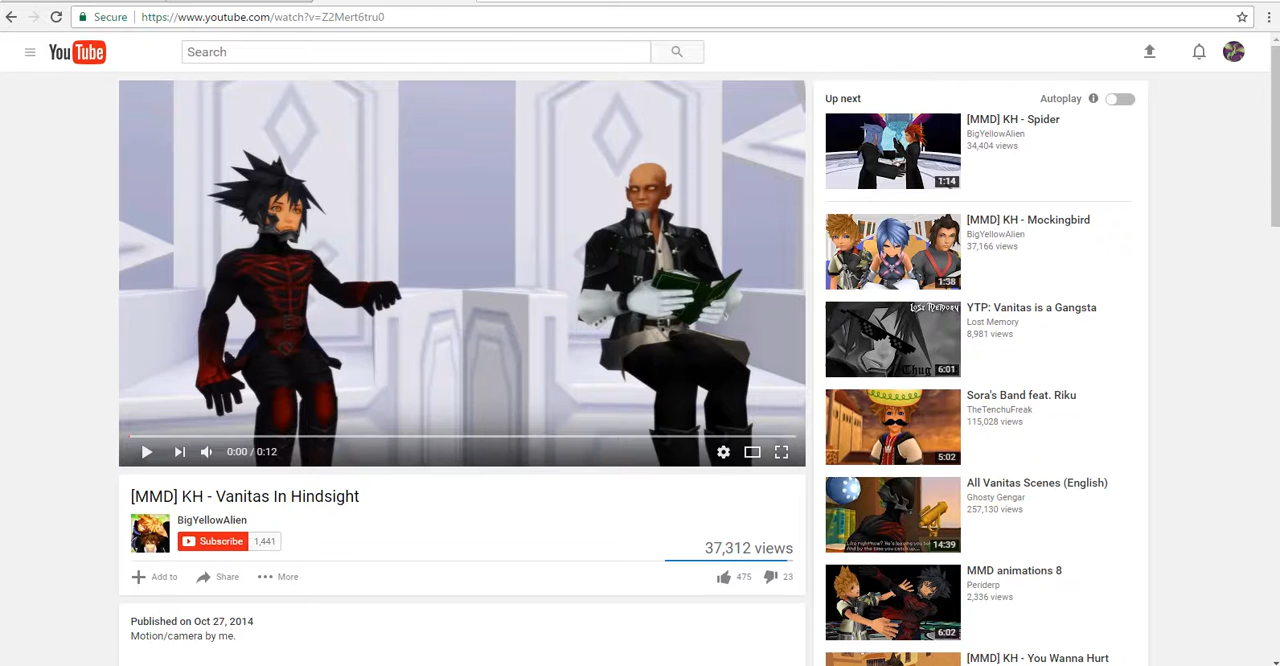 Secure https://www.youtube.com/watch?v=Z2Mert6tru0
YouTube
Search
0:00 / 0:12
[MMD] KH - Vanitas In Hindsight
BigYellowAlien
Subscribe 1,441
37,312 views
Add to Share More
475 23
Published on Oct 27, 2014
Motion/camera by me.
Up next Autoplay
[MMD] KH - Spider
BigYellowAlien
34,404 views
1:14
[MMD] KH - Mockingbird
BigYellowAlien
37,166 views
1:38
Lost Memory
YTP: Vanitas is a Gangsta
Lost Memory
8,981 views
Thug
6:01
Sora's Band feat. Riku
TheTenchuFreak
115,028 views
5:02
All Vanitas Scenes (English)
Ghosty Gengar
257,130 views
14:39
MMD animations 8
Periderp
2,336 views
6:02
[MMD] KH - You Wanna Hurt